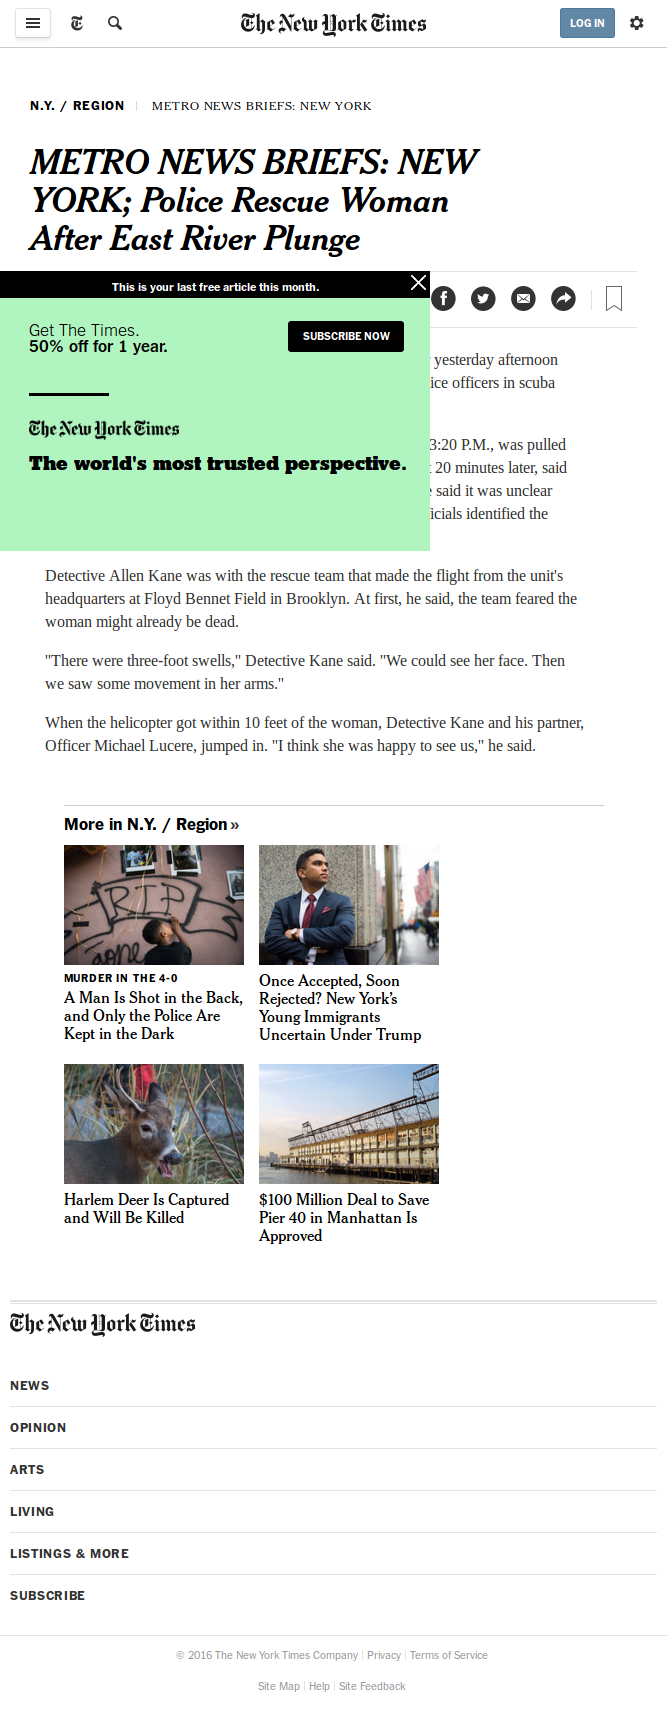 The New York Times
LOG IN
N.Y. / REGION
METRO NEWS BRIEFS: NEW YORK
METRO NEWS BRIEFS: NEW
YORK; Police Rescue Woman
After East River Plunge
This is your last free article this month.
Get The Times.
50% off for 1 year.
SUBSCRIBE NOW
The New York Times
The world's most trusted perspective.
yesterday afternoon
ice officers in scuba
3:20 P.M., was pulled
20 minutes later, said
said it was unclear
ficials identified the
Detective Allen Kane was with the rescue team that made the flight from the unit's
headquarters at Floyd Bennet Field in Brooklyn. At first, he said, the team feared the
woman might already be dead.
"There were three-foot swells," Detective Kane said. "We could see her face. Then
we saw some movement in her arms."
When the helicopter got within 10 feet of the woman, Detective Kane and his partner,
Officer Michael Lucere, jumped in. "I think she was happy to see us," he said.
More in N.Y. / Region »
RIP
MURDER IN THE 4-0
A Man Is Shot in the Back,
and Only the Police Are
Kept in the Dark
Once Accepted, Soon
Rejected? New York’s
Young Immigrants
Uncertain Under Trump
Harlem Deer Is Captured
and Will Be Killed
$100 Million Deal to Save
Pier 40 in Manhattan Is
Approved
The New York Times
NEWS
OPINION
ARTS
LIVING
LISTINGS & MORE
SUBSCRIBE
© 2016 The New York Times Company | Privacy | Terms of Service
Site Map | Help | Site Feedback